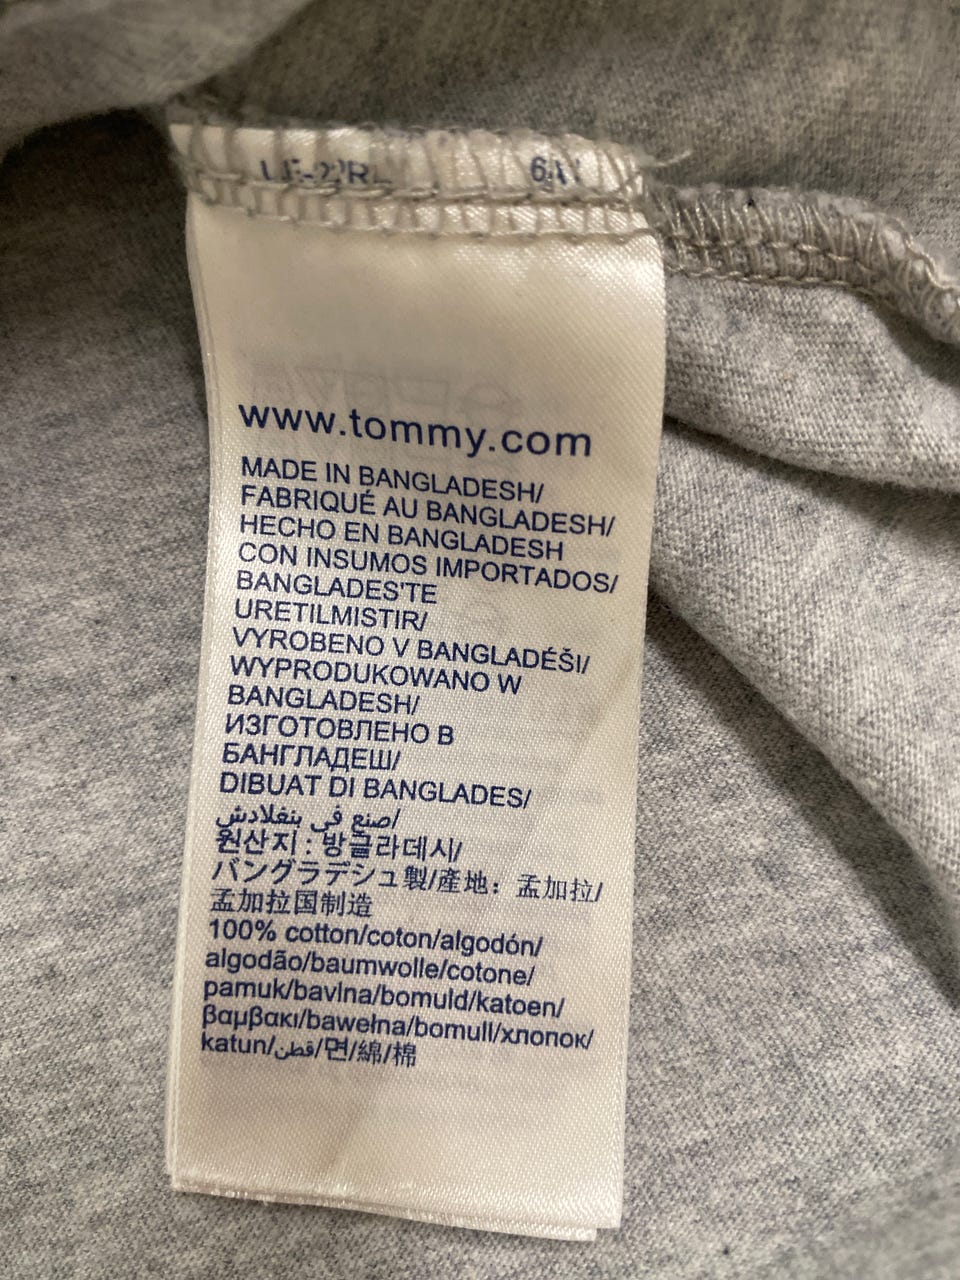 www.tommy.com
MADE IN BANGLADESH/
FABRIQUÉ AU BANGLADESH/
HECHO EN BANGLADESH
CON INSUMOS IMPORTADOS/
BANGLADES'TE
URETILMISTIR/
VYROBENO V BANGLADÉŠI/
WYPRODUKOWANO W
BANGLADESH/
ИЗГОТОВЛЕНО В
БАНГЛАДЕШ/
DIBUAT DI BANGLADES/
صنع في بنغلادش/
원산지 : 방글라데시/
バングラデシュ製/產地：孟加拉/
孟加拉国制造
100% cotton/coton/algodón/
algodão/baumwolle/cotone/
pamuk/bavlna/bomuld/katoen/
βαμβακι/bawełna/bomull/хлопок/
katun/قطن/면/綿/棉